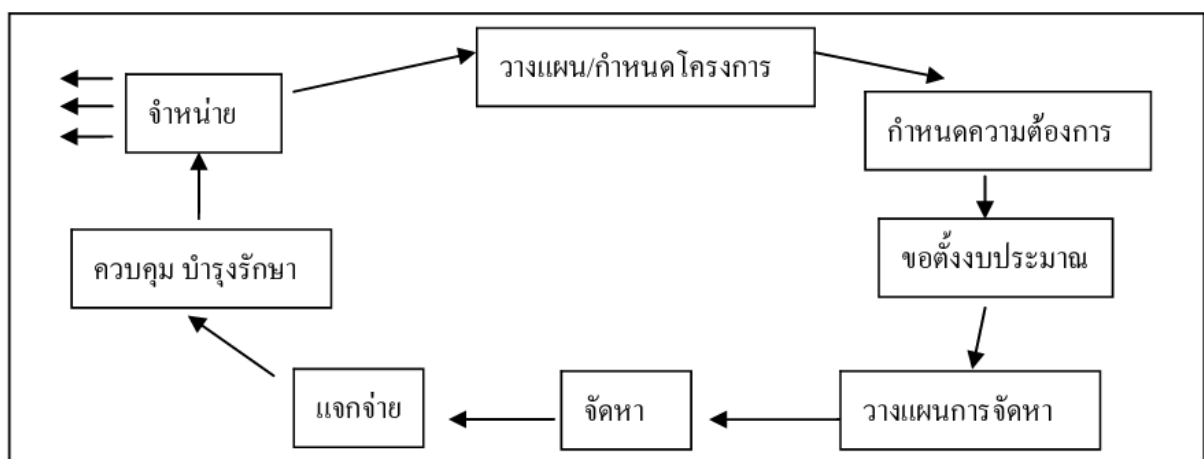 วางแผน/กำหนดโครงการ
จำหน่าย
กำหนดความต้องการ
ควบคุม บำรุงรักษา
ขอตั้งงบประมาณ
แจกจ่าย
จัดหา
วางแผนการจัดหา